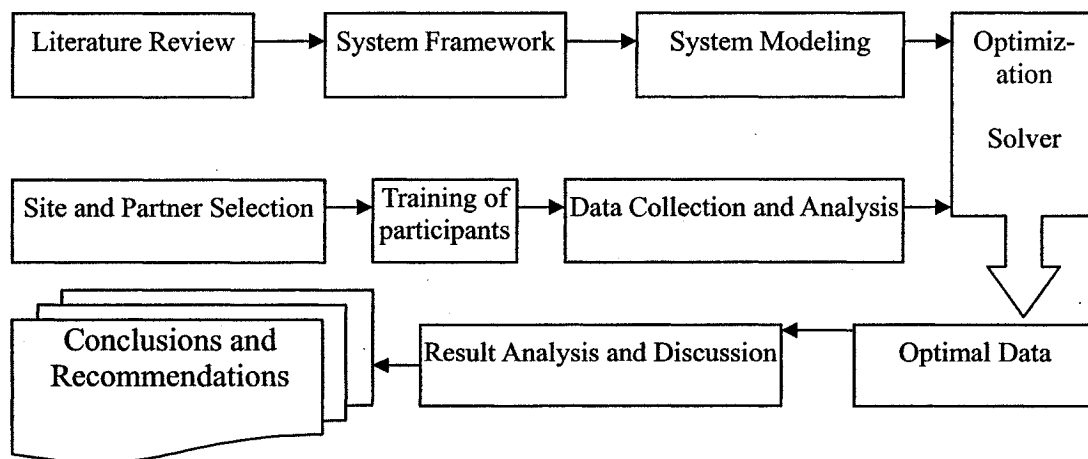 Literature Review
System Framework
System Modeling
Optimiz-
ation
Solver
Site and Partner Selection
Training of
participants
Data Collection and Analysis
Conclusions and
Recommendations
Result Analysis and Discussion
Optimal Data